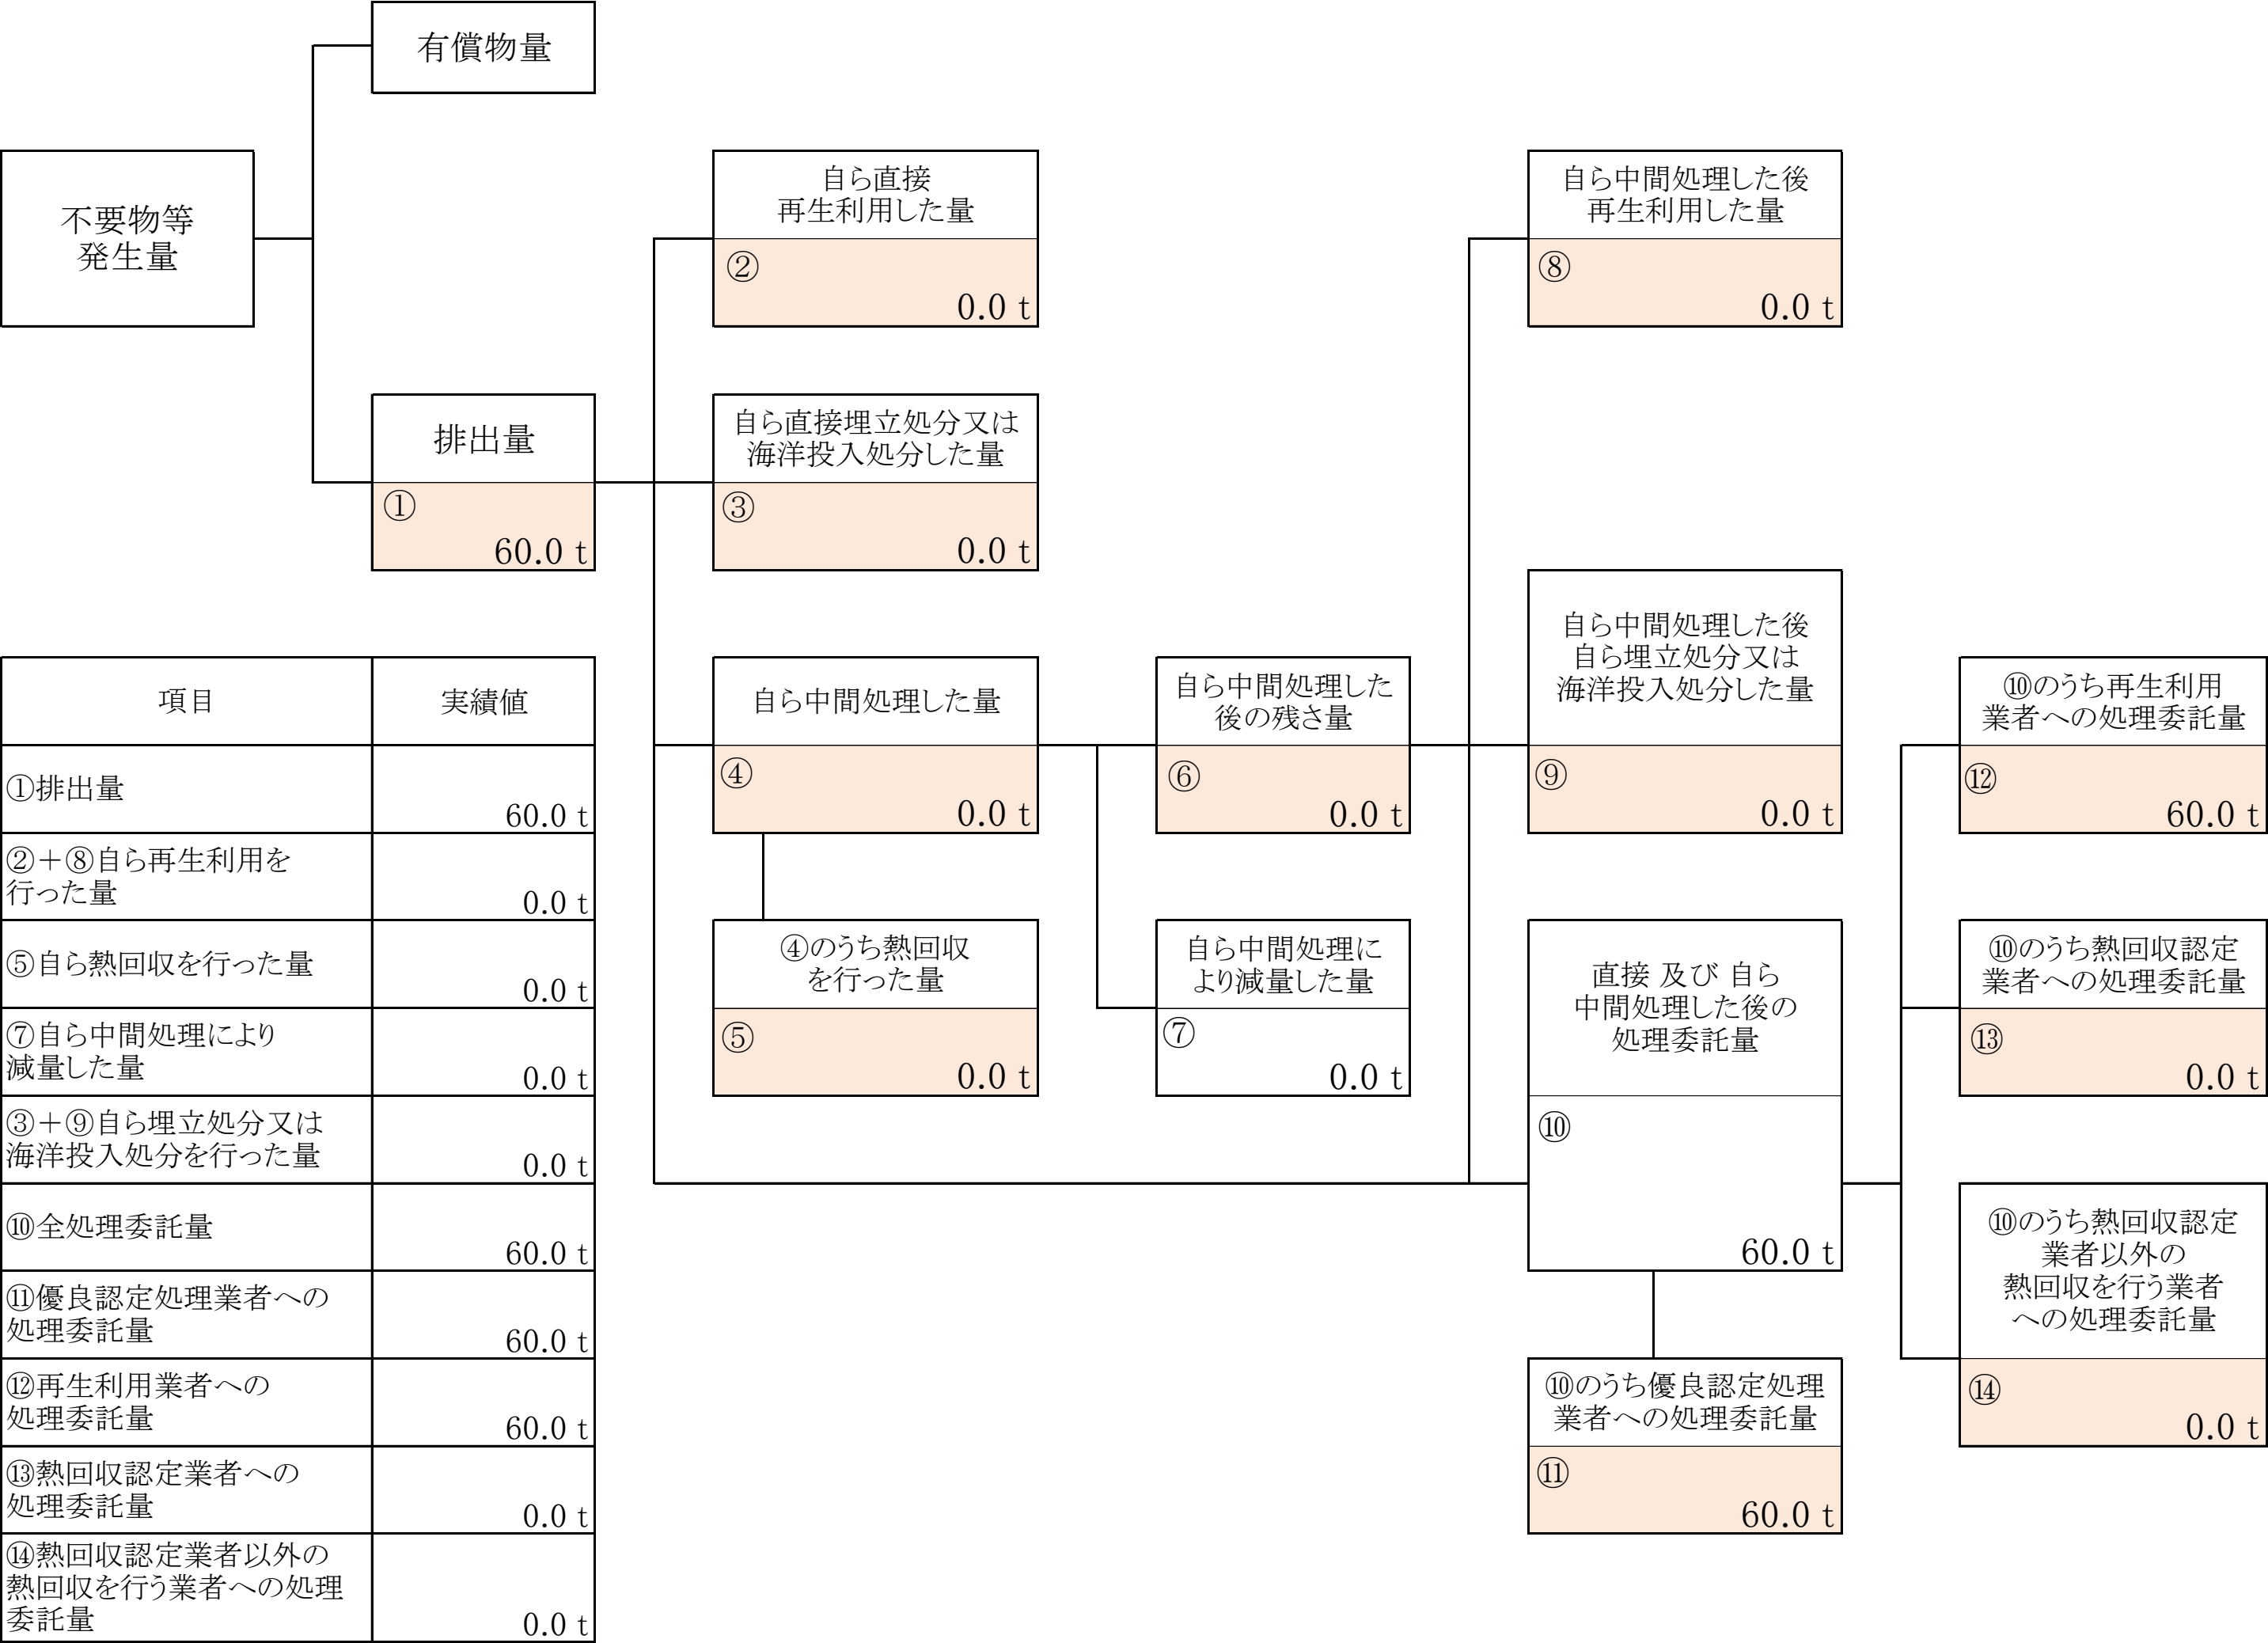 有償物量
不要物等
発生量
自ら直接
再生利用した量
②
0.0 t
自ら中間処理した後
再生利用した量
⑧
0.0 t
排出量
①
60.0 t
自ら直接埋立処分又は
海洋投入処分した量
③
0.0 t
自ら中間処理した量
④
0.0 t
自ら中間処理した
後の残さ量
⑥
0.0 t
自ら中間処理した後
自ら埋立処分又は
海洋投入処分した量
⑨
0.0 t
⑩のうち再生利用
業者への処理委託量
⑫
60.0 t
④のうち熱回収
を行った量
⑤
0.0 t
自ら中間処理に
より減量した量
⑦
0.0 t
直接 及び 自ら
中間処理した後の
処理委託量
⑩
60.0 t
⑩のうち熱回収認定
業者への処理委託量
⑬
0.0 t
⑩のうち熱回収認定
業者以外の
熱回収を行う業者
への処理委託量
⑭
0.0 t
⑩のうち優良認定処理
業者への処理委託量
⑪
60.0 t
項目 実績値
①排出量
60.0 t
②＋⑧自ら再生利用を
行った量
0.0 t
⑤自ら熱回収を行った量
0.0 t
⑦自ら中間処理により
減量した量
0.0 t
③＋⑨自ら埋立処分又は
海洋投入処分を行った量
0.0 t
⑩全処理委託量
60.0 t
⑪優良認定処理業者への
処理委託量
60.0 t
⑫再生利用業者への
処理委託量
60.0 t
⑬熱回収認定業者への
処理委託量
0.0 t
⑭熱回収認定業者以外の
熱回収を行う業者への処理
委託量
0.0 t